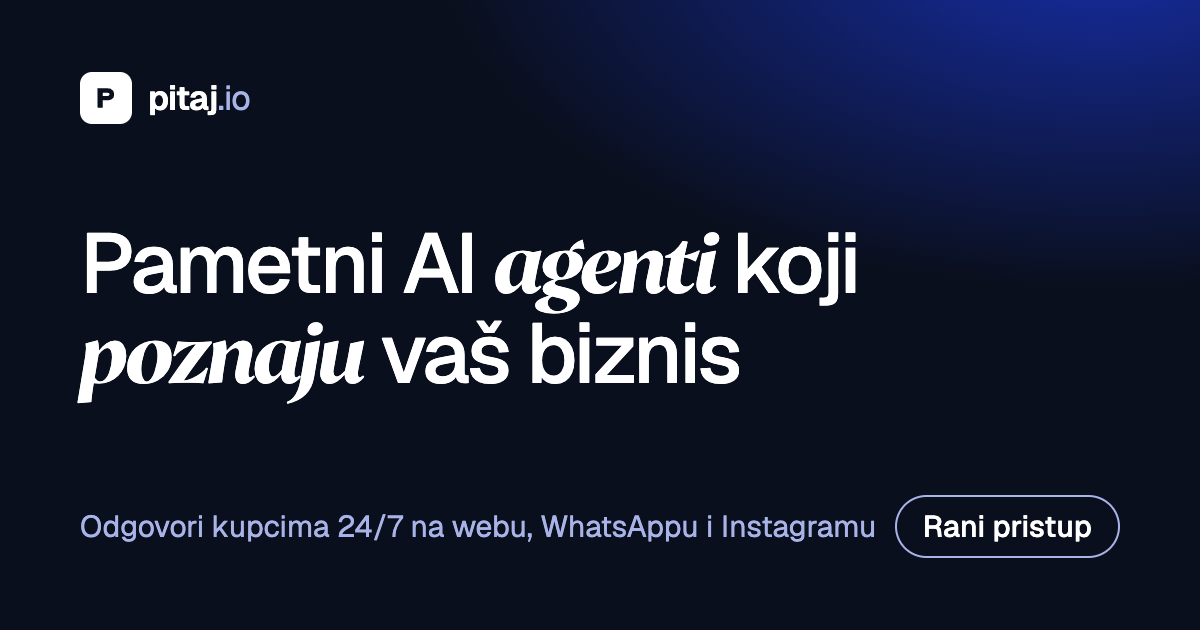 P pitaj.io
Pametni AI agenti koji
poznaju vaš biznis
Odgovori kupcima 24/7 na webu, WhatsAppu i Instagramu
Rani pristup